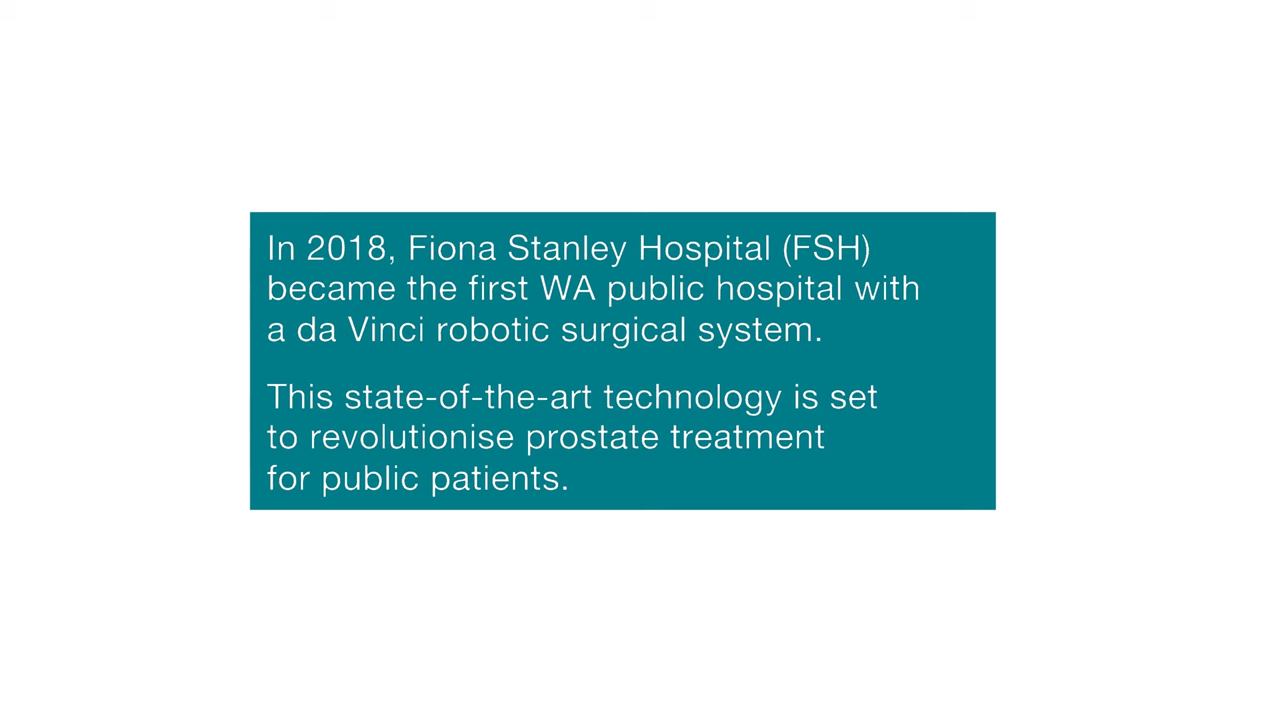 In 2018, Fiona Stanley Hospital (FSH)
became the first WA public hospital with
a da Vinci robotic surgical system.
This state-of-the-art technology is set
to revolutionise prostate treatment
for public patients.